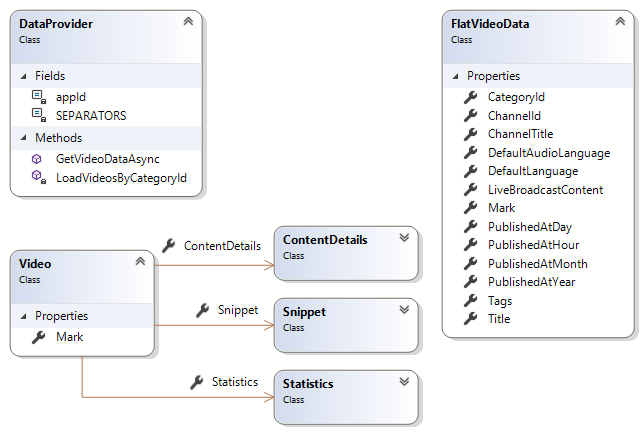 DataProvider
Class
Fields
appId
SEPARATORS
Methods
GetVideoDataAsync
LoadVideosByCategoryId
FlatVideoData
Class
Properties
CategoryId
ChannelId
ChannelTitle
DefaultAudioLanguage
DefaultLanguage
LiveBroadcastContent
Mark
PublishedAtDay
PublishedAtHour
PublishedAtMonth
PublishedAtYear
Tags
Title
Video
Class
Properties
Mark
ContentDetails
ContentDetails
Class
Snippet
Snippet
Class
Statistics
Statistics
Class